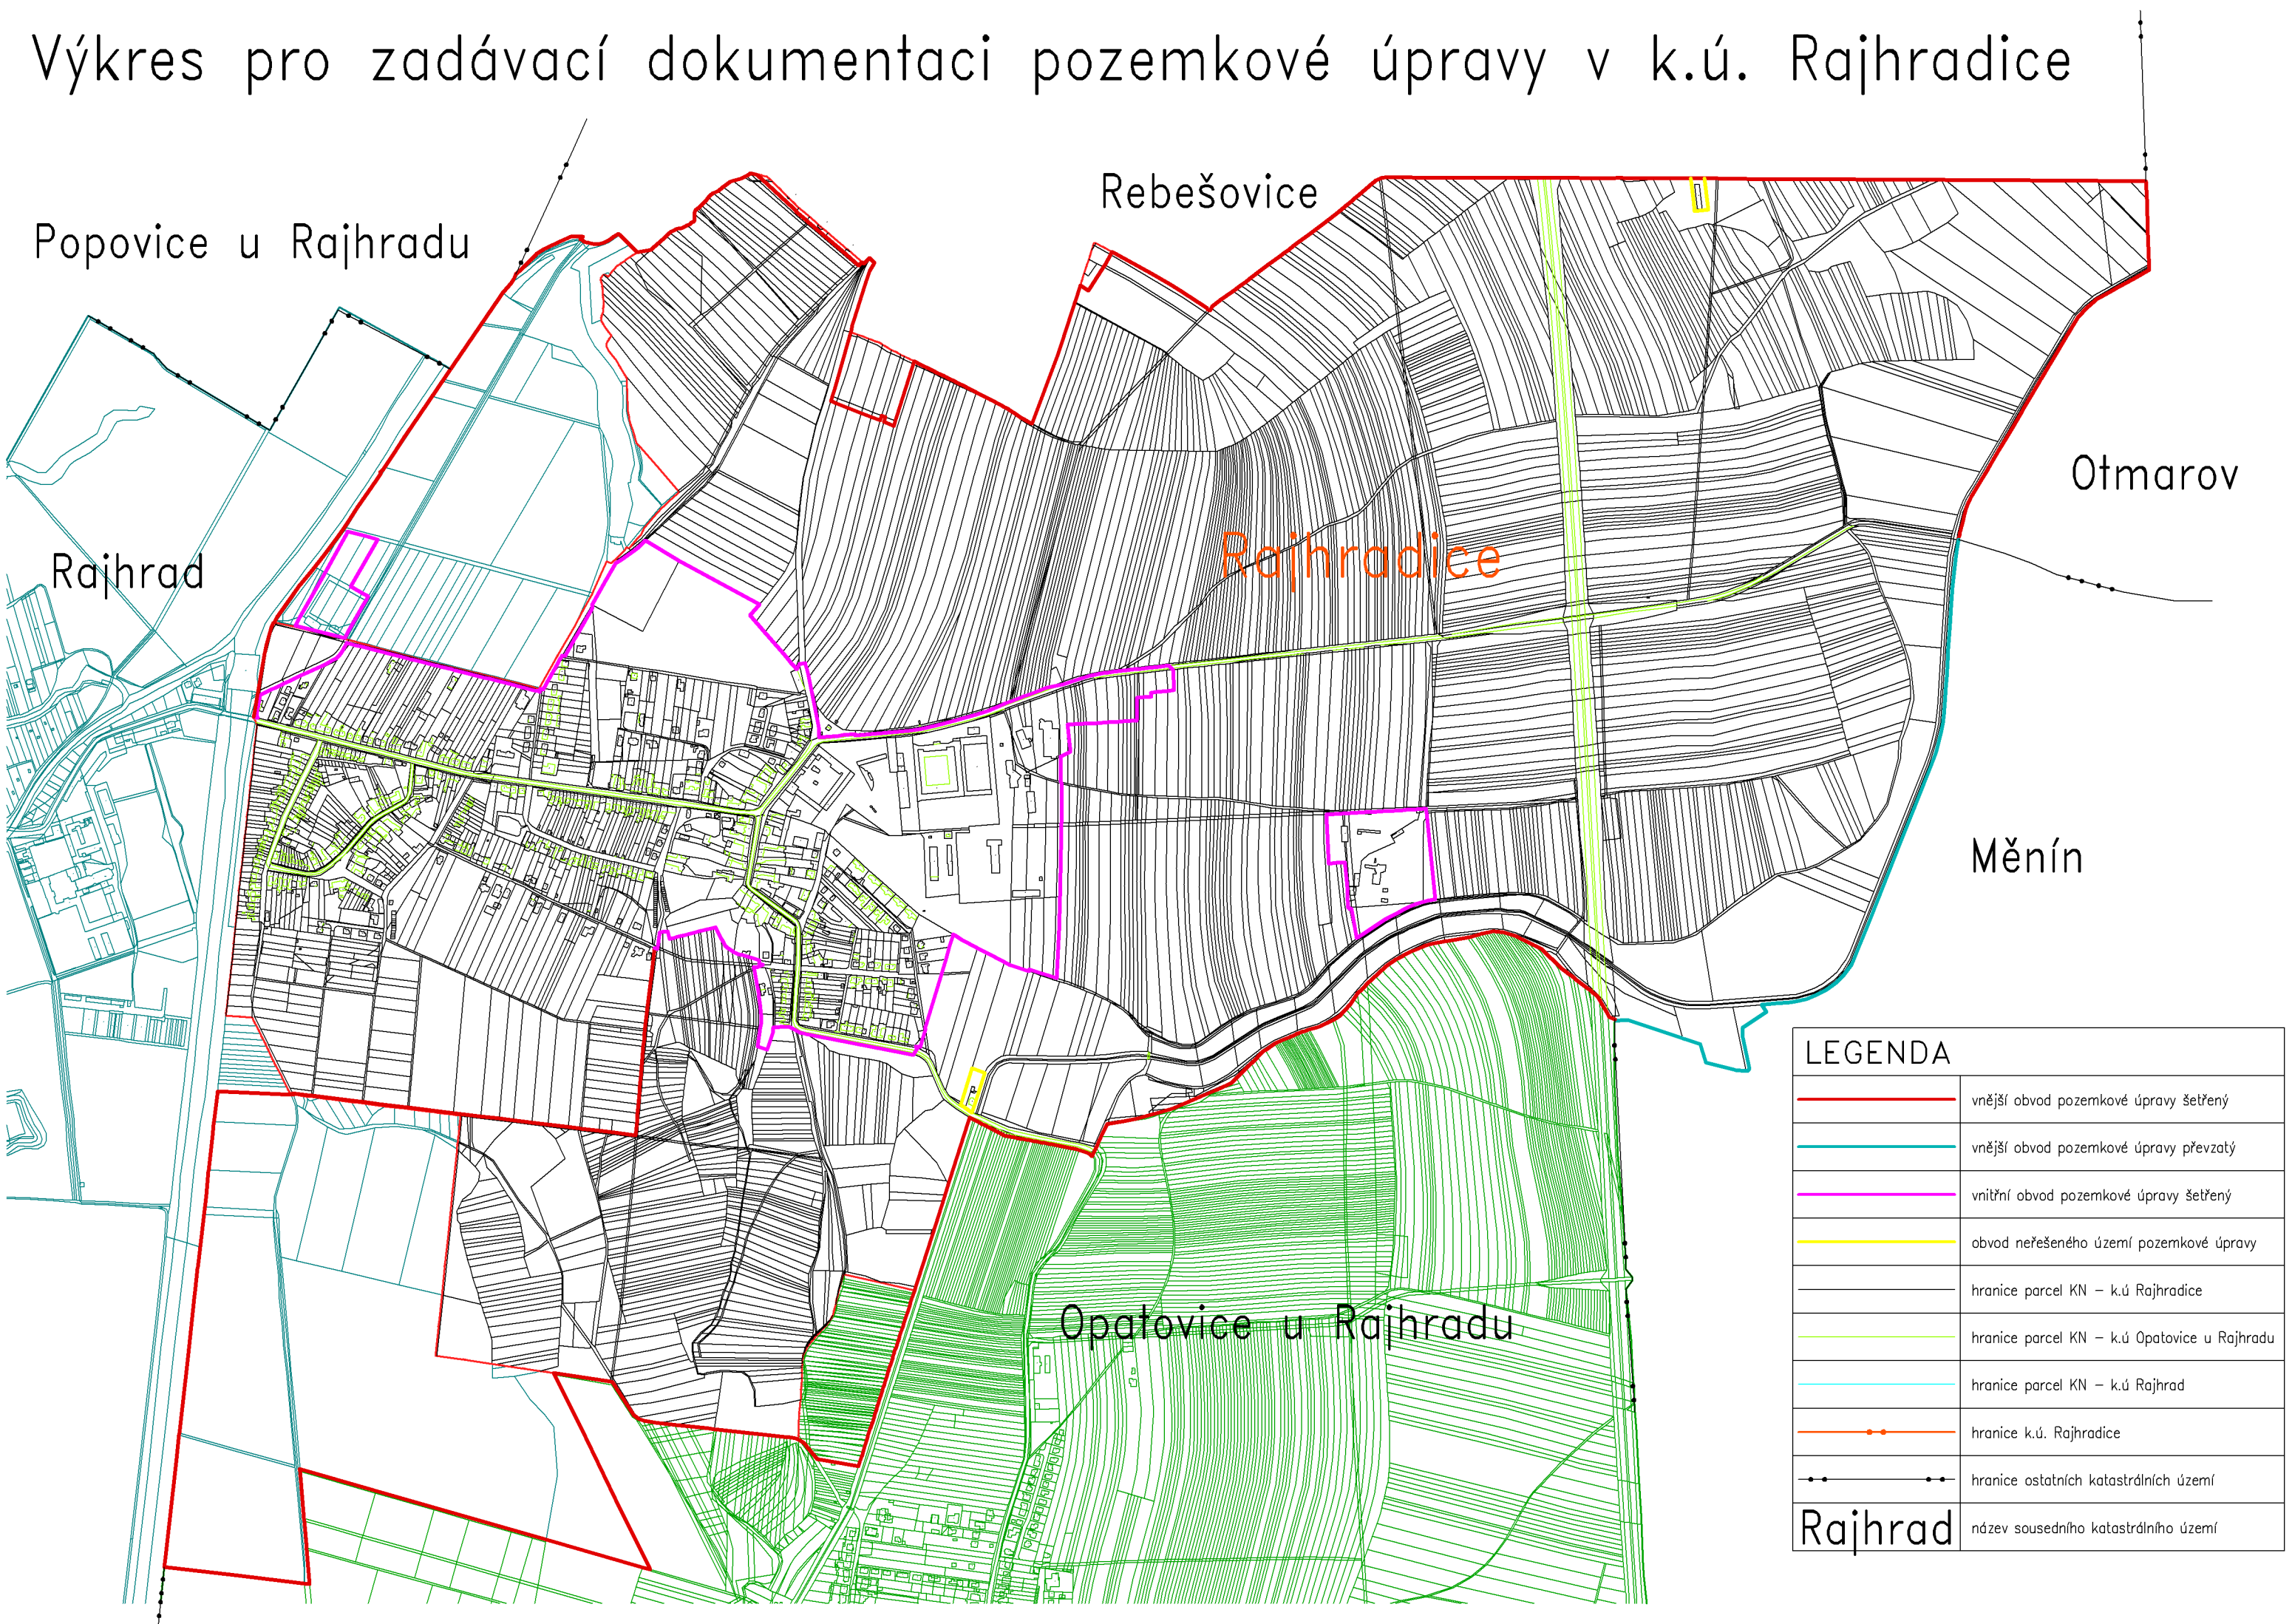 Výkres pro zadávací dokumentaci pozemkové úpravy v k.ú. Rajhradice
Rebešovice
Popovice u Rajhradu
Otmarov
Rajhradice
Rajhrad
Měnín
Opatovice u Rajhradu
LEGENDA
vnější obvod pozemkové úpravy šetřený
vnější obvod pozemkové úpravy převzatý
vnitřní obvod pozemkové úpravy šetřený
obvod neřešeného území pozemkové úpravy
hranice parcel KN – k.ú Rajhradice
hranice parcel KN – k.ú Opatovice u Rajhradu
hranice parcel KN – k.ú Rajhrad
hranice k.ú. Rajhradice
hranice ostatních katastrálních území
Rajhrad název sousedního katastrálního území